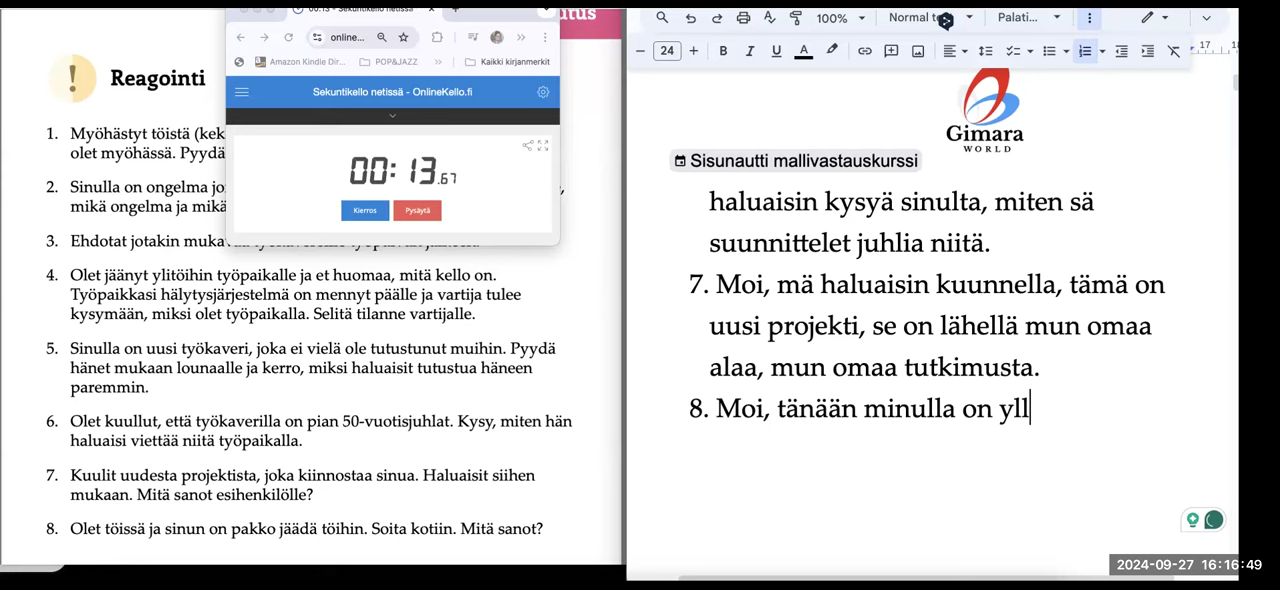 00:13 - Sekuntikello netissä
online...
Amazon Kindle Dir...
POP&JAZZ
Kaikki kirjanmerkit
Sekuntikello netissä - OnlineKello.fi
00:13.67
Kierros
Pysäytä
Reagointi
1. Myöhästyt töistä
olet myöhässä.
2. Sinulla on ongelma
mikä ongelma ja
3. Ehdotat jotakin
4. Olet jäänyt ylitöihin työpaikalle ja et huomaa, mitä kello on.
Työpaikkasi hälytysjärjestelmä on mennyt päälle ja vartija tulee
kysymään, miksi olet työpaikalla. Selitä tilanne vartijalle.
5. Sinulla on uusi työkaveri, joka ei vielä ole tutustunut muihin. Pyydä
hänet mukaan lounaalle ja kerro, miksi haluaisit tutustua häneen
paremmin.
6. Olet kuullut, että työkaverilla on pian 50-vuotisjuhlat. Kysy, miten hän
haluaisi viettää niitä työpaikalla.
7. Kuulit uudesta projektista, joka kiinnostaa sinua. Haluaisit siihen
mukaan. Mitä sanot esihenkilölle?
8. Olet töissä ja sinun on pakko jäädä töihin. Soita kotiin. Mitä sanot?
100%
Palati...
24
B I U A
17
Gimara
WORLD
Sisunautti mallivastauskurssi
haluaisin kysyä sinulta, miten sä
suunnittelet juhlia niitä.
7. Moi, mä haluaisin kuunnella, tämä on
uusi projekti, se on lähellä mun omaa
alaa, mun omaa tutkimusta.
8. Moi, tänään minulla on yll
2024-09-27 16:16:49